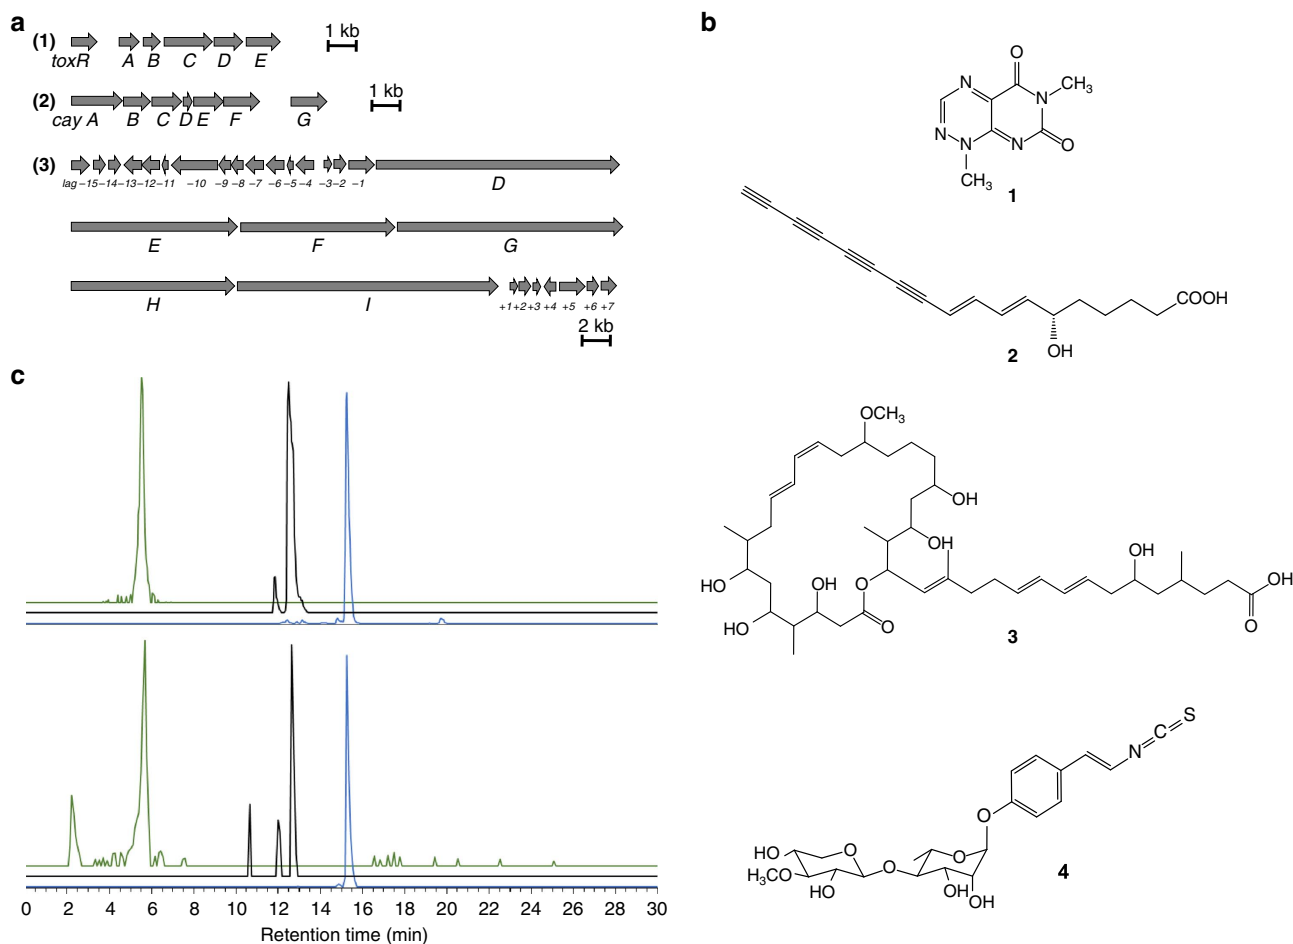 a
(1)
toxR A B C D E
1 kb
(2)
cay A B C D E F G
1 kb
(3)
lag −15 −14 −13 −12 −11 −10 −9 −8 −7 −6 −5 −4 −3 −2 −1 D
E F G
H I +1 +2 +3 +4 +5 +6 +7
2 kb
b
O
N N CH3
N N O
N
CH3
1
COOH
OH
2
OCH3
OH
OH
OH
HO OH O OH
HO O O
3
S
C
N
O
HO O O
H3CO O
HO OH OH
4
c
0 2 4 6 8 10 12 14 16 18 20 22 24 26 28 30
Retention time (min)